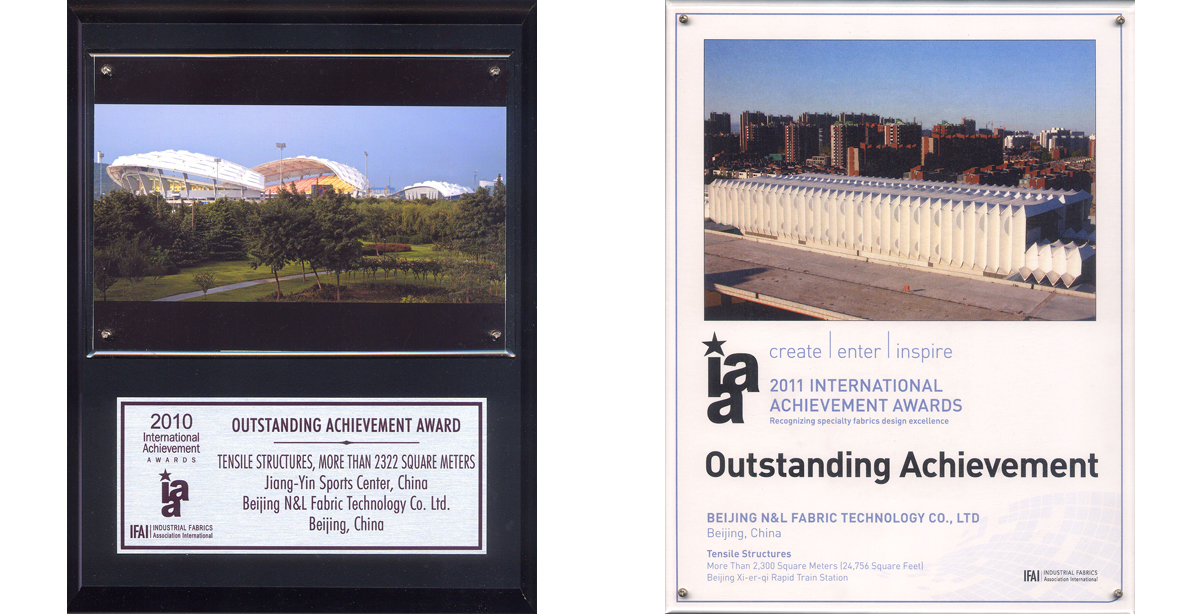 2010
International
Achievement
AWARDS
iaa
IFAI
INDUSTRIAL FABRICS
Association International
OUTSTANDING ACHIEVEMENT AWARD
TENSILE STRUCTURES, MORE THAN 2322 SQUARE METERS
Jiang-Yin Sports Center, China
Beijing N&L Fabric Technology Co. Ltd.
Beijing, China
iaa
create | enter | inspire
2011 INTERNATIONAL
ACHIEVEMENT AWARDS
Recognizing specialty fabrics design excellence
Outstanding Achievement
BEIJING N&L FABRIC TECHNOLOGY CO., LTD
Beijing, China
Tensile Structures
More Than 2,300 Square Meters (24,756 Square Feet)
Beijing Xi-er-qi Rapid Train Station
IFAI
INDUSTRIAL FABRICS
Association International